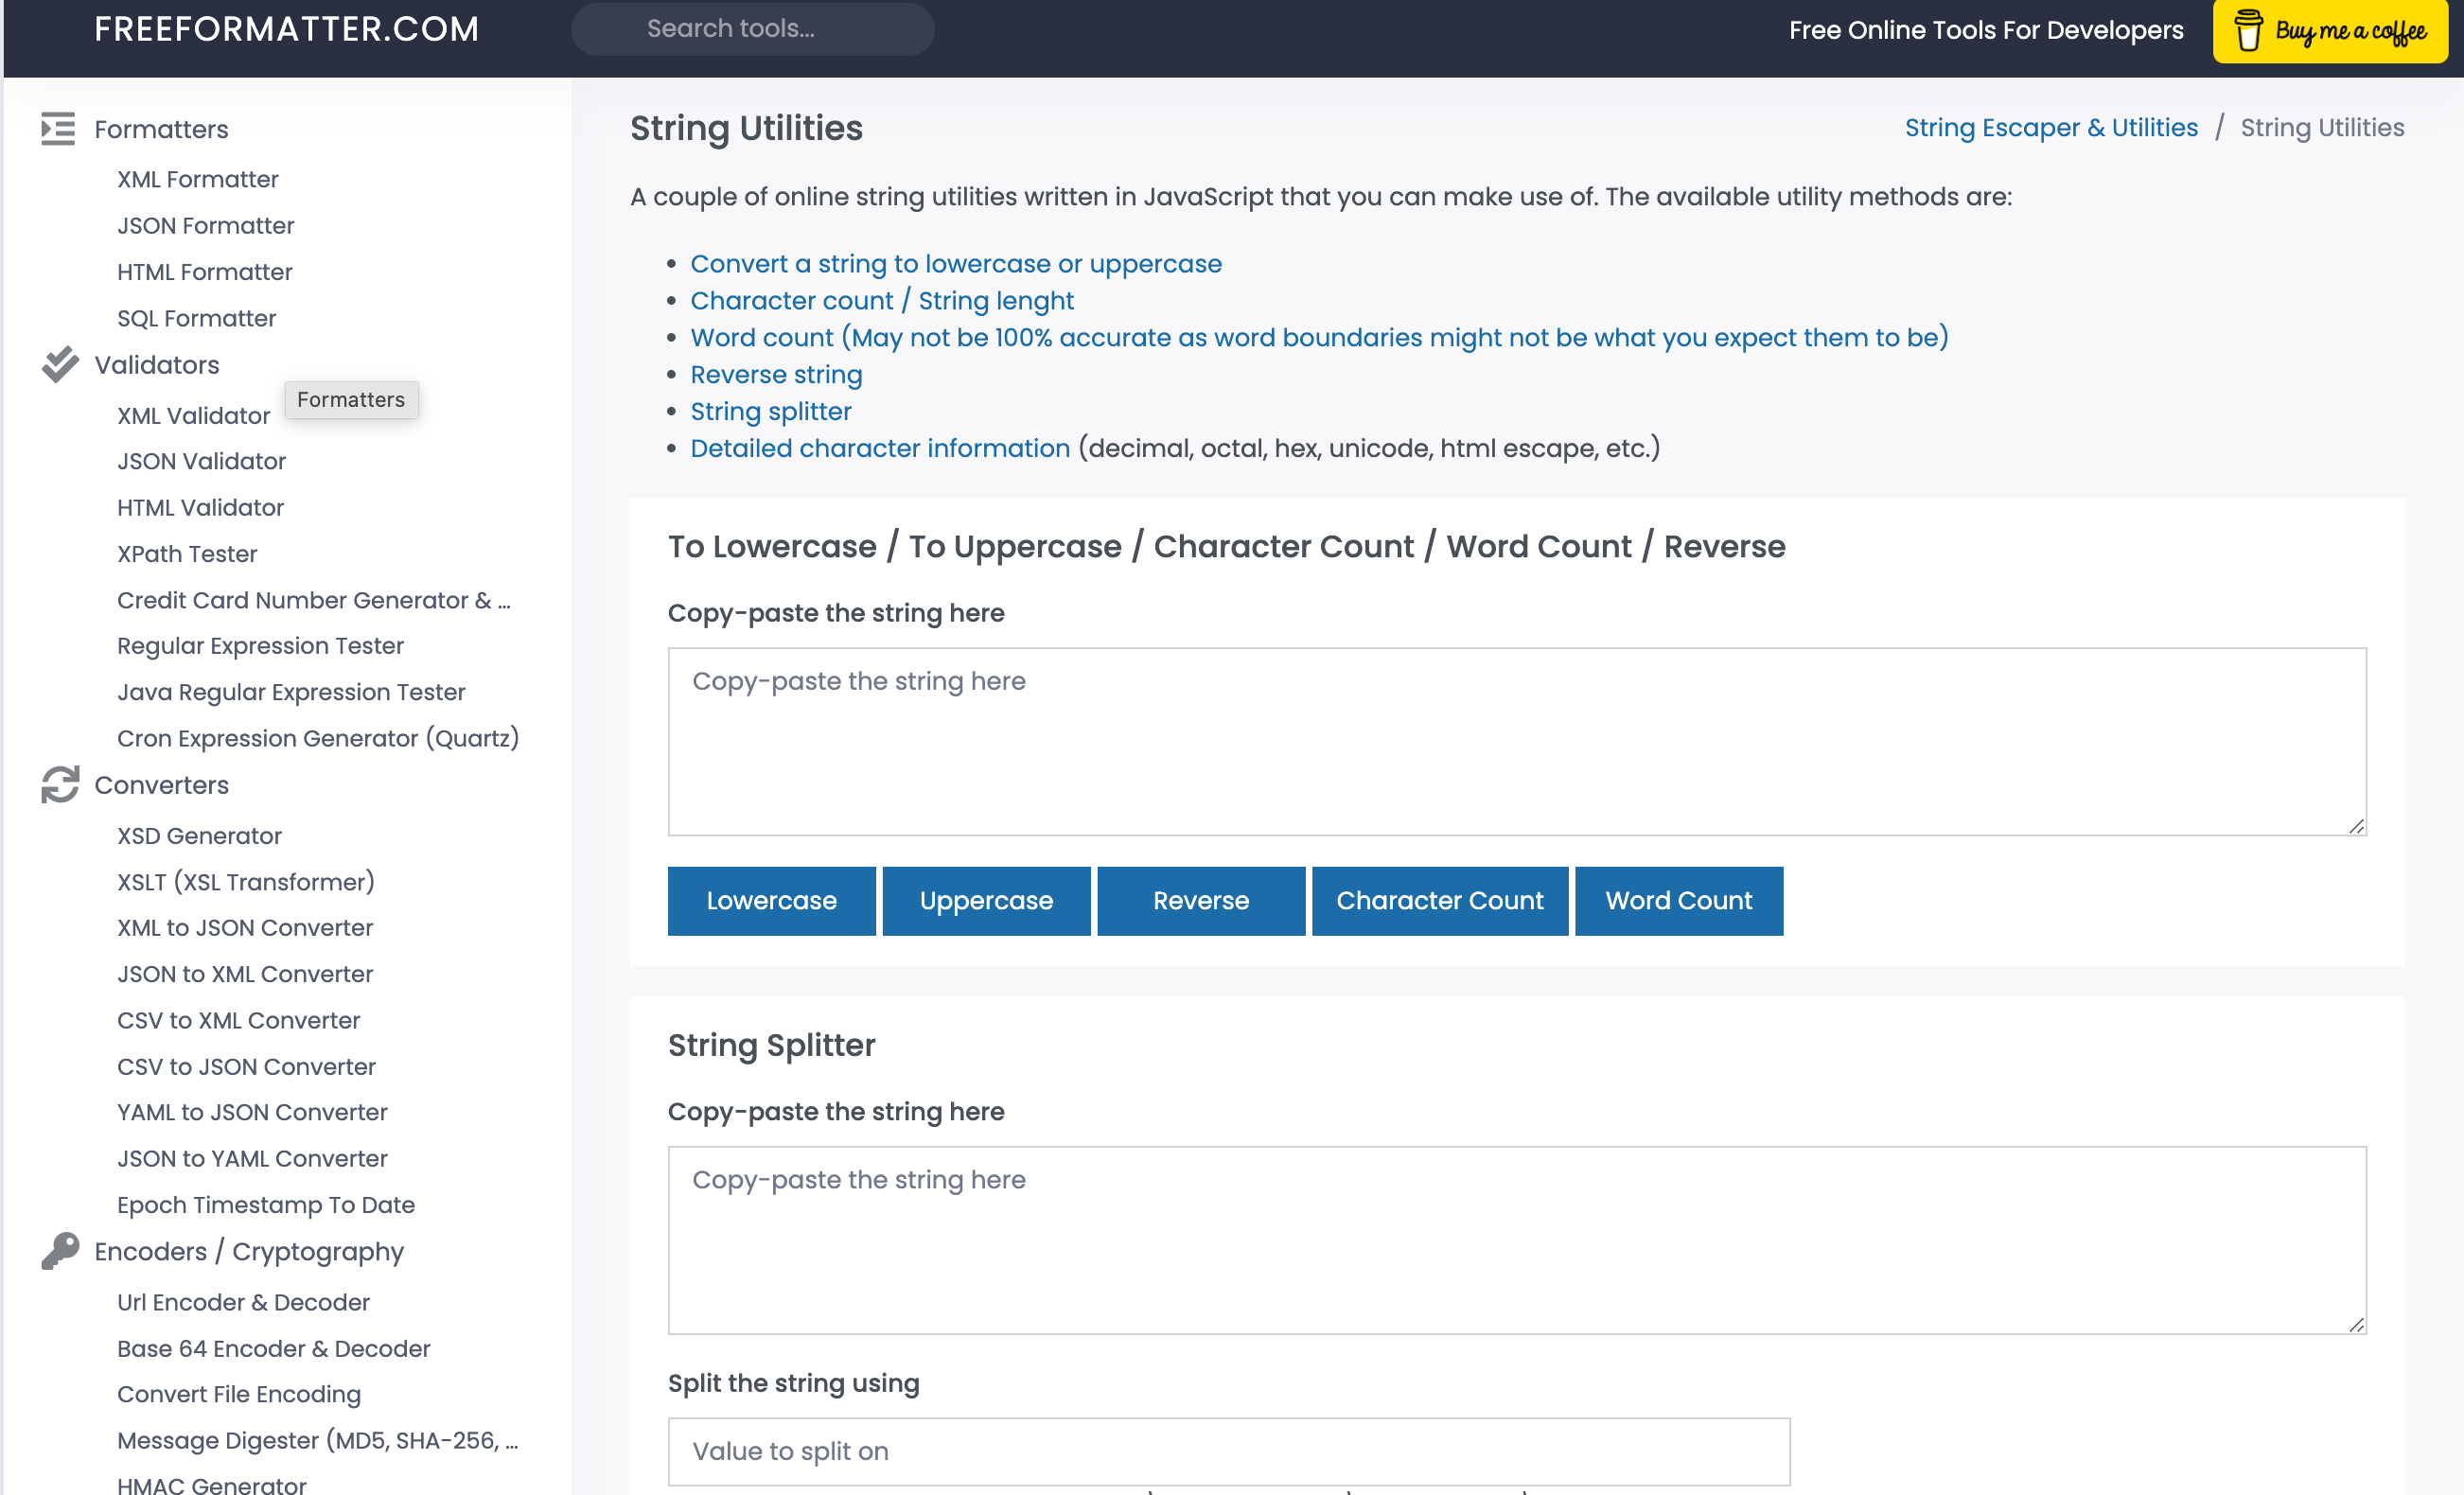 FREEFORMATTER.COM
Search tools...
Free Online Tools For Developers
Buy me a coffee
Formatters
XML Formatter
JSON Formatter
HTML Formatter
SQL Formatter
Validators
Formatters
XML Validator
JSON Validator
HTML Validator
XPath Tester
Credit Card Number Generator & ...
Regular Expression Tester
Java Regular Expression Tester
Cron Expression Generator (Quartz)
Converters
XSD Generator
XSLT (XSL Transformer)
XML to JSON Converter
JSON to XML Converter
CSV to XML Converter
CSV to JSON Converter
YAML to JSON Converter
JSON to YAML Converter
Epoch Timestamp To Date
Encoders / Cryptography
Url Encoder & Decoder
Base 64 Encoder & Decoder
Convert File Encoding
Message Digester (MD5, SHA-256, ...
HMAC Generator
String Utilities
String Escaper & Utilities / String Utilities
A couple of online string utilities written in JavaScript that you can make use of. The available utility methods are:
• Convert a string to lowercase or uppercase
• Character count / String lenght
• Word count (May not be 100% accurate as word boundaries might not be what you expect them to be)
• Reverse string
• String splitter
• Detailed character information (decimal, octal, hex, unicode, html escape, etc.)
To Lowercase / To Uppercase / Character Count / Word Count / Reverse
Copy-paste the string here
Copy-paste the string here
Lowercase
Uppercase
Reverse
Character Count
Word Count
String Splitter
Copy-paste the string here
Copy-paste the string here
Split the string using
Value to split on